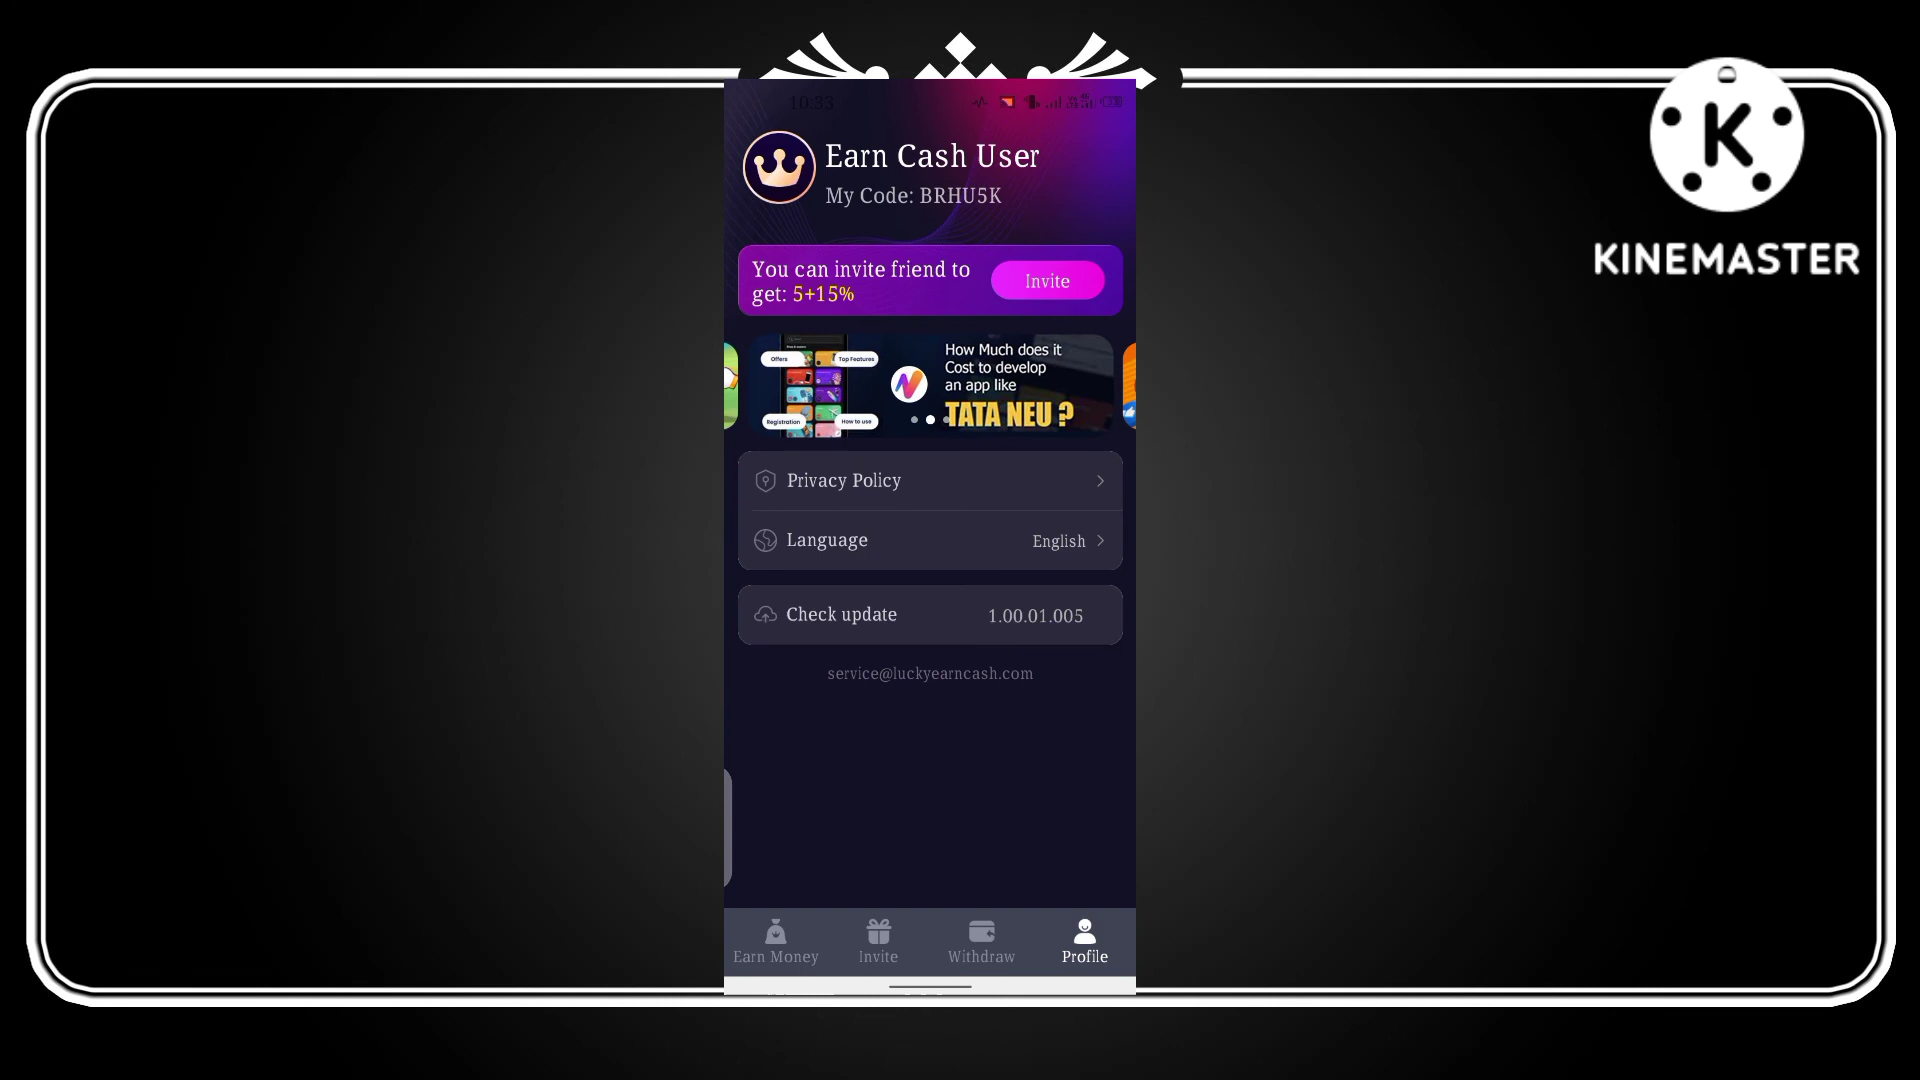 10:33
KINEMASTER
Earn Cash User
My Code: BRHU5K
You can invite friend to
get: 5+15%
Invite
Offers
Top Features
Registration
How to use
How Much does it
Cost to develop
an app like
TATA NEU ?
Privacy Policy
Language
English
Check update
1.00.01.005
service@luckyearncash.com
Earn Money
Invite
Withdraw
Profile